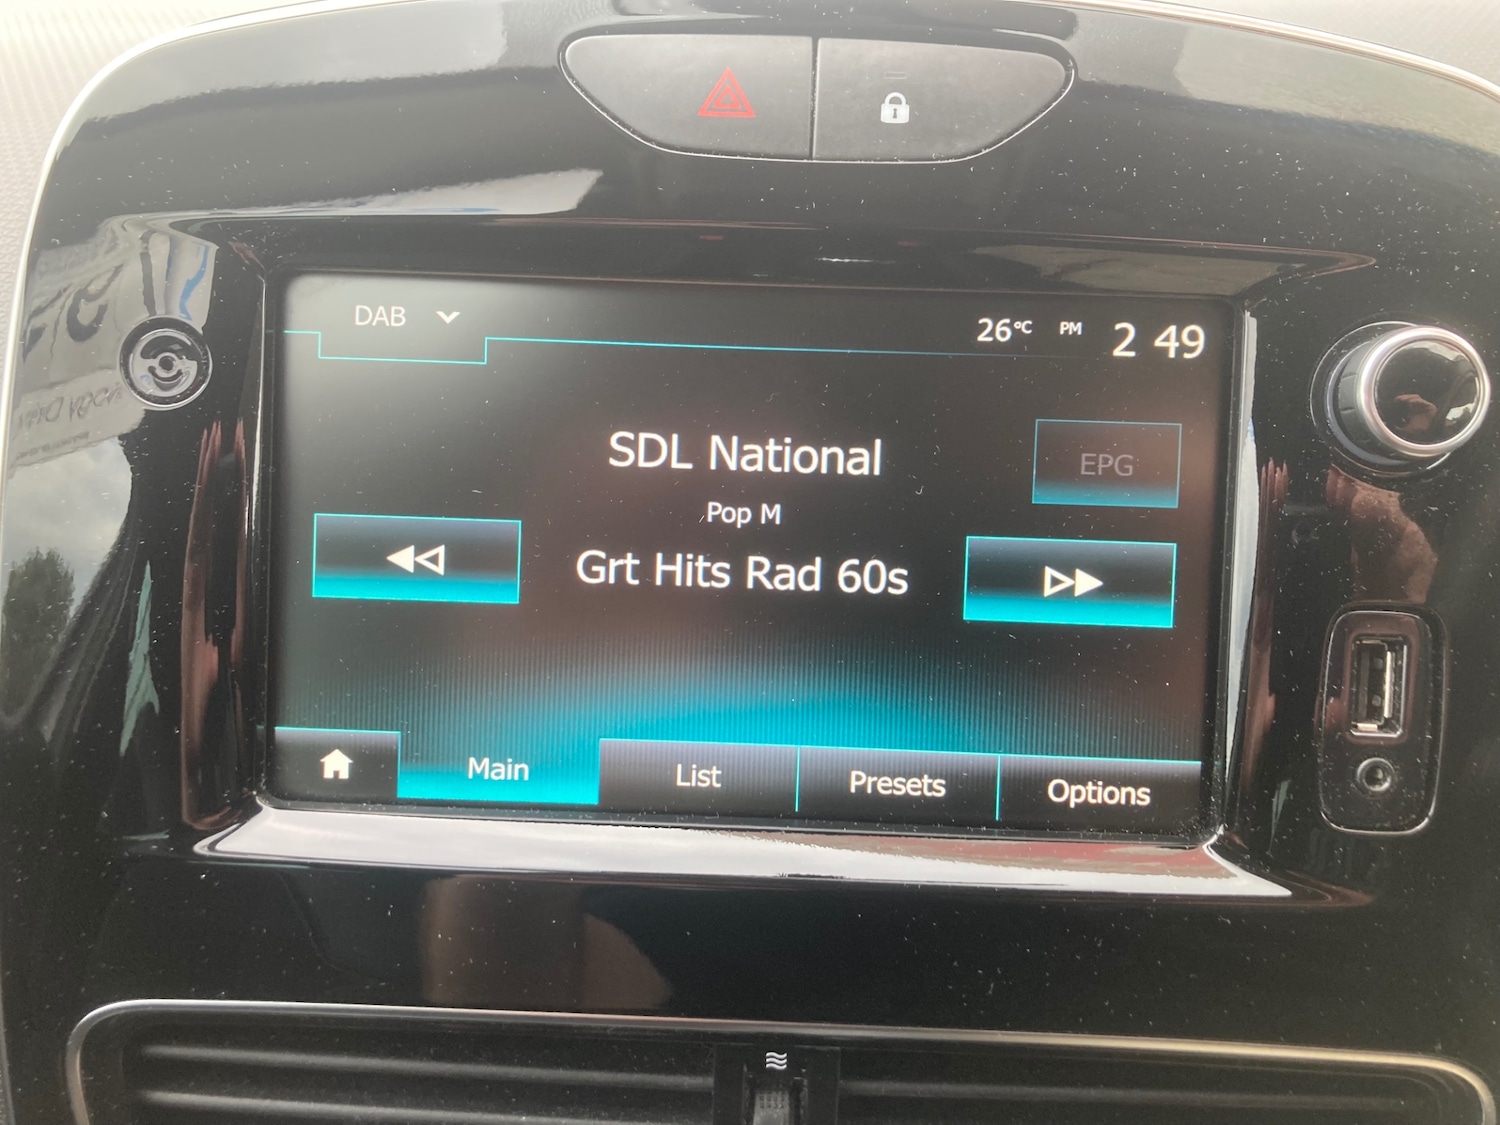 DAB
26°C PM 2 49
SDL National
EPG
Pop M
Grt Hits Rad 60s
Main
List
Presets
Options